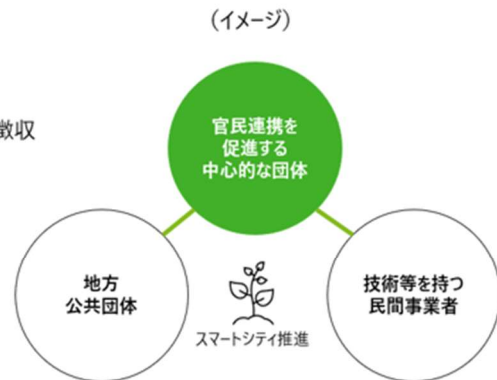 （イメージ）
徴収
官民連携を
促進する
中心的な団体
地方
公共団体
技術等を持つ
民間事業者
スマートシティ推進